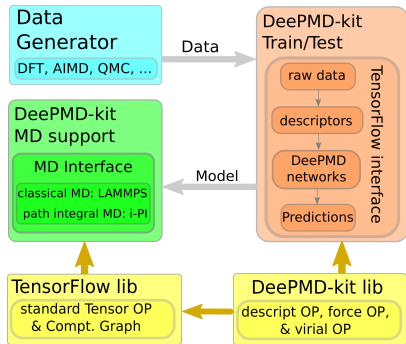 Data
Generator
DFT, AIMD, QMC, ...
Data
DeePMD-kit
Train/Test
TensorFlow interface
raw data
descriptors
DeePMD
networks
Predictions
DeePMD-kit
MD support
MD Interface
classical MD: LAMMPS
path integral MD: i-PI
Model
TensorFlow lib
standard Tensor OP
& Compt. Graph
DeePMD-kit lib
descript OP, force OP,
& virial OP